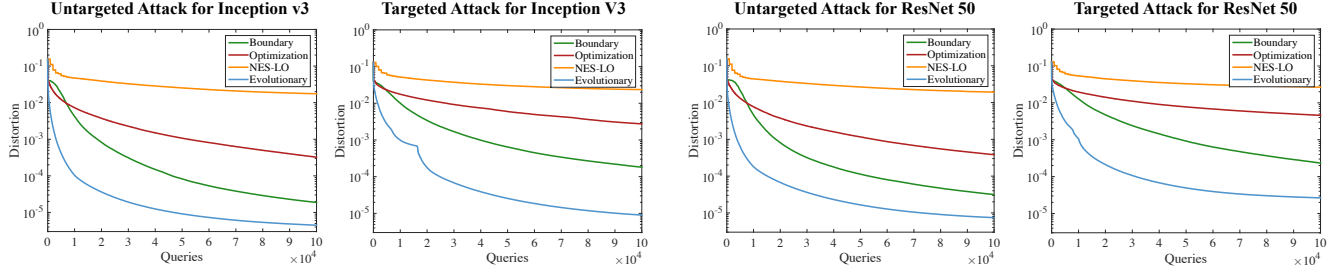 Untargeted Attack for Inception v3
Distortion
10^0
10^-1
10^-2
10^-3
10^-4
10^-5
Boundary
Optimization
NES-LO
Evolutionary
0 1 2 3 4 5 6 7 8 9 10
Queries
×10^4
Targeted Attack for Inception V3
Distortion
10^0
10^-1
10^-2
10^-3
10^-4
10^-5
Boundary
Optimization
NES-LO
Evolutionary
0 1 2 3 4 5 6 7 8 9 10
Queries
×10^4
Untargeted Attack for ResNet 50
Distortion
10^0
10^-1
10^-2
10^-3
10^-4
10^-5
Boundary
Optimization
NES-LO
Evolutionary
0 1 2 3 4 5 6 7 8 9 10
Queries
×10^4
Targeted Attack for ResNet 50
Distortion
10^0
10^-1
10^-2
10^-3
10^-4
10^-5
Boundary
Optimization
NES-LO
Evolutionary
0 1 2 3 4 5 6 7 8 9 10
Queries
×10^4